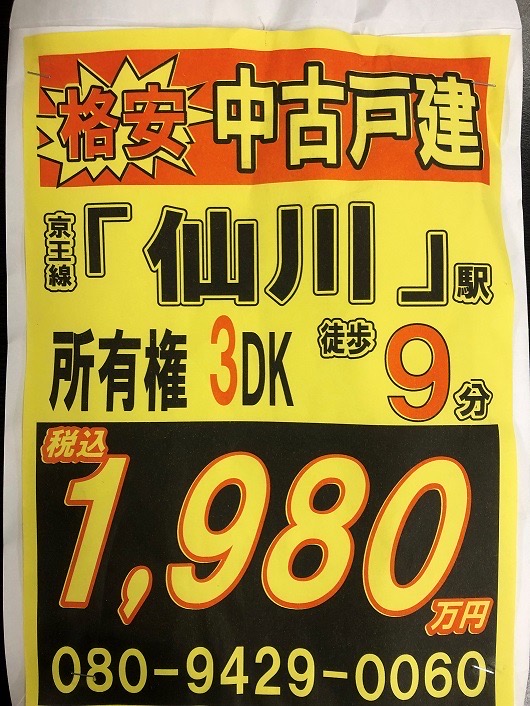 格安 中古戸建
京王線「仙川」駅
所有権 3DK 徒歩9分
税込
1,980万円
080-9429-0060